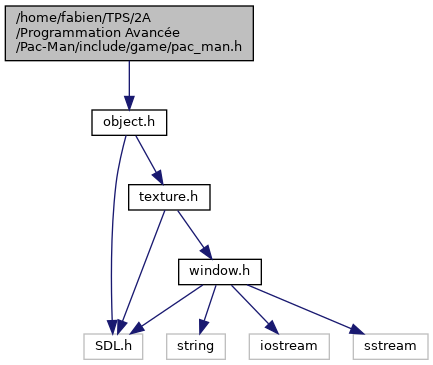 /home/fabien/TPS/2A
/Programmation Avancée
/Pac-Man/include/game/pac_man.h
object.h
texture.h
window.h
SDL.h
string
iostream
sstream